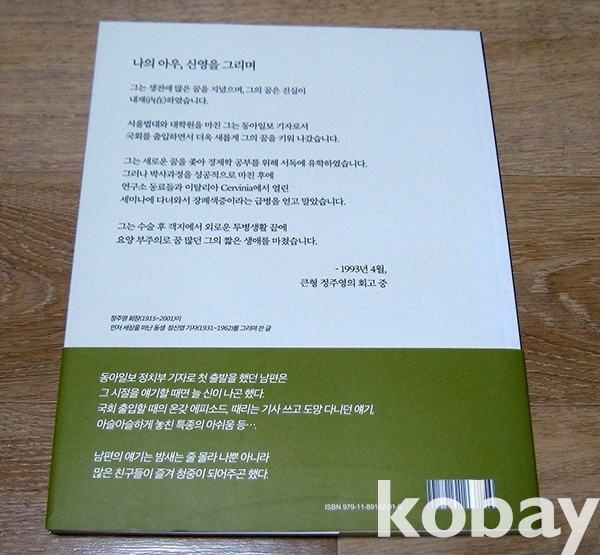 나의 아우, 신영을 그리며
그는 생전에 많은 꿈을 지녔으며, 그의 꿈은 진실이
내재(內在)하였습니다.
서울법대와 대학원을 마친 그는 동아일보 기자로서
국회를 출입하면서 더욱 새롭게 그의 꿈을 키워 나갔습니다.
그는 새로운 꿈을 좇아 경제학 공부를 위해 서독에 유학하였습니다.
그러나 박사과정을 성공적으로 마친 후에
연구소 동료들과 이탈리아 Cervinia에서 열린
세미나에 다녀와서 장폐색증이라는 급병을 얻고 말았습니다.
그는 수술 후 객지에서 외로운 투병생활 끝에
요양 부주의로 꿈 많던 그의 짧은 생애를 마쳤습니다.
- 1993년 4월,
큰형 정주영의 회고 중
정주영 회장(1915~2001)이
먼저 세상을 떠난 동생 정신영 기자(1931~1962)를 그리며 쓴 글
동아일보 정치부 기자로 첫 출발을 했던 남편은
그 시절을 얘기할 때면 늘 신이 나곤 했다.
국회 출입할 때의 온갖 에피소드, 때리는 기사 쓰고 도망 다니던 얘기,
아슬아슬하게 놓친 특종의 아쉬움 등…
남편의 얘기는 밤새는 줄 몰라 나뿐 아니라
많은 친구들이 즐겨 청중이 되어주곤 했다.
ISBN 979-11-89182-01-
kobay